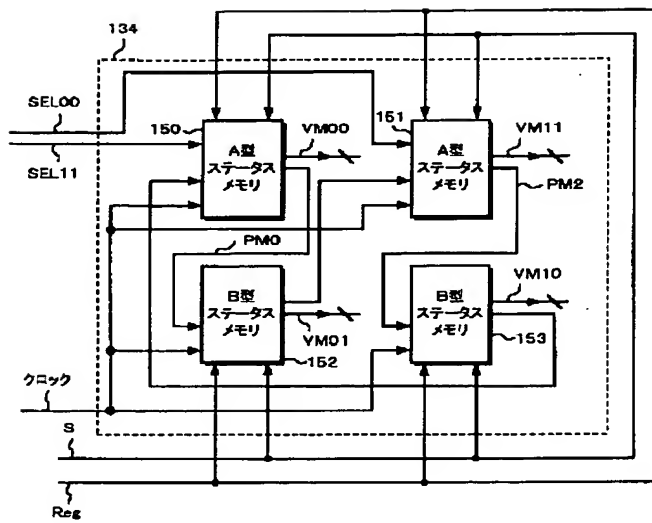 134
SEL00
SEL11
150
A型
ステータス
メモリ
VM00
151
A型
ステータス
メモリ
VM11
PM2
PM0
B型
ステータス
メモリ
VM01
152
B型
ステータス
メモリ
VM10
153
クロック
S
Reg